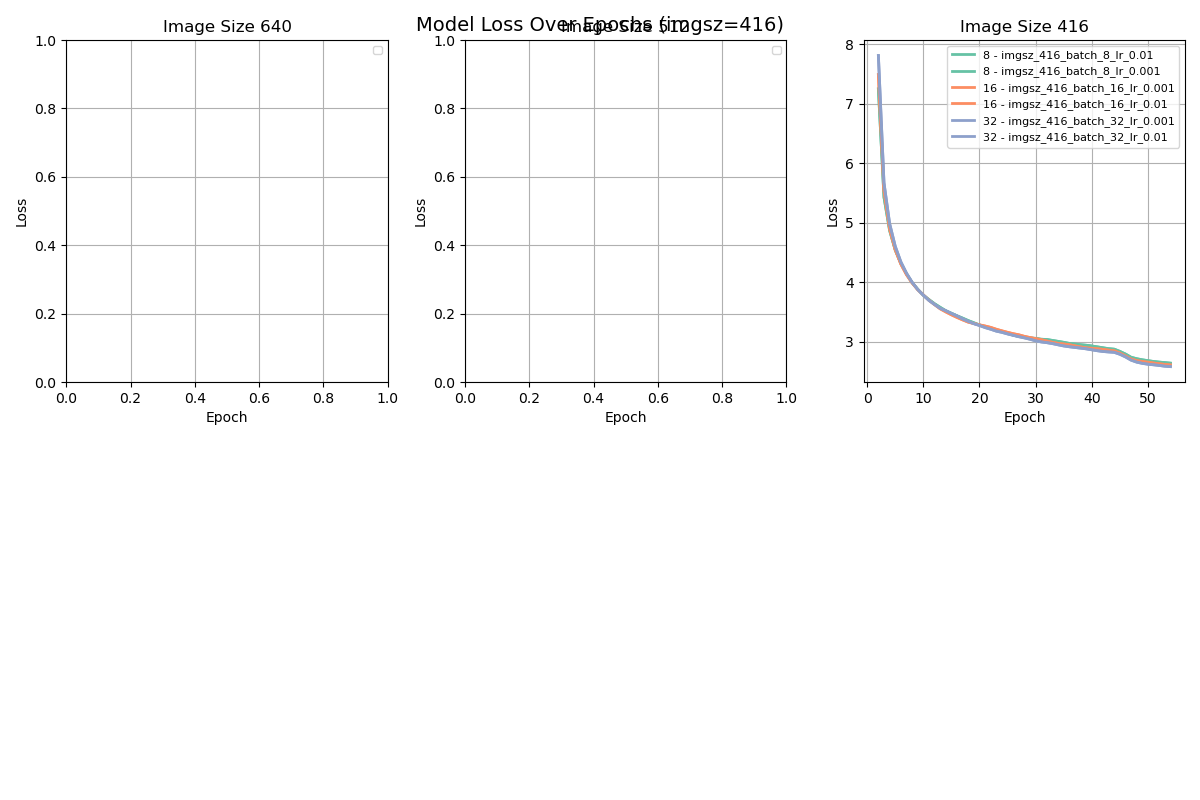 Model Loss Over Epochs (imgsz=416)
Image Size 640
1.0
0.8
0.6
0.4
0.2
0.0
Loss
0.0 0.2 0.4 0.6 0.8 1.0
Epoch
Image Size 512
1.0
0.8
0.6
0.4
0.2
0.0
Loss
0.0 0.2 0.4 0.6 0.8 1.0
Epoch
Image Size 416
8
7
6
5
4
3
Loss
8 - imgsz_416_batch_8_lr_0.01
8 - imgsz_416_batch_8_lr_0.001
16 - imgsz_416_batch_16_lr_0.001
16 - imgsz_416_batch_16_lr_0.01
32 - imgsz_416_batch_32_lr_0.001
32 - imgsz_416_batch_32_lr_0.01
0 10 20 30 40 50
Epoch